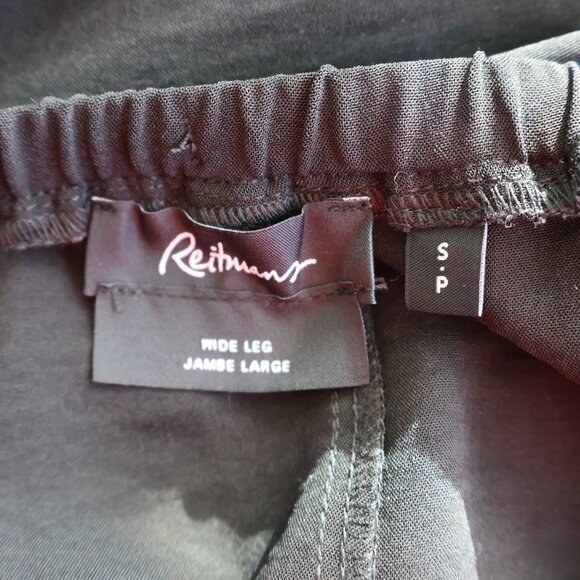 Reitmans
WIDE LEG
JAMBE LARGE
S
.
P